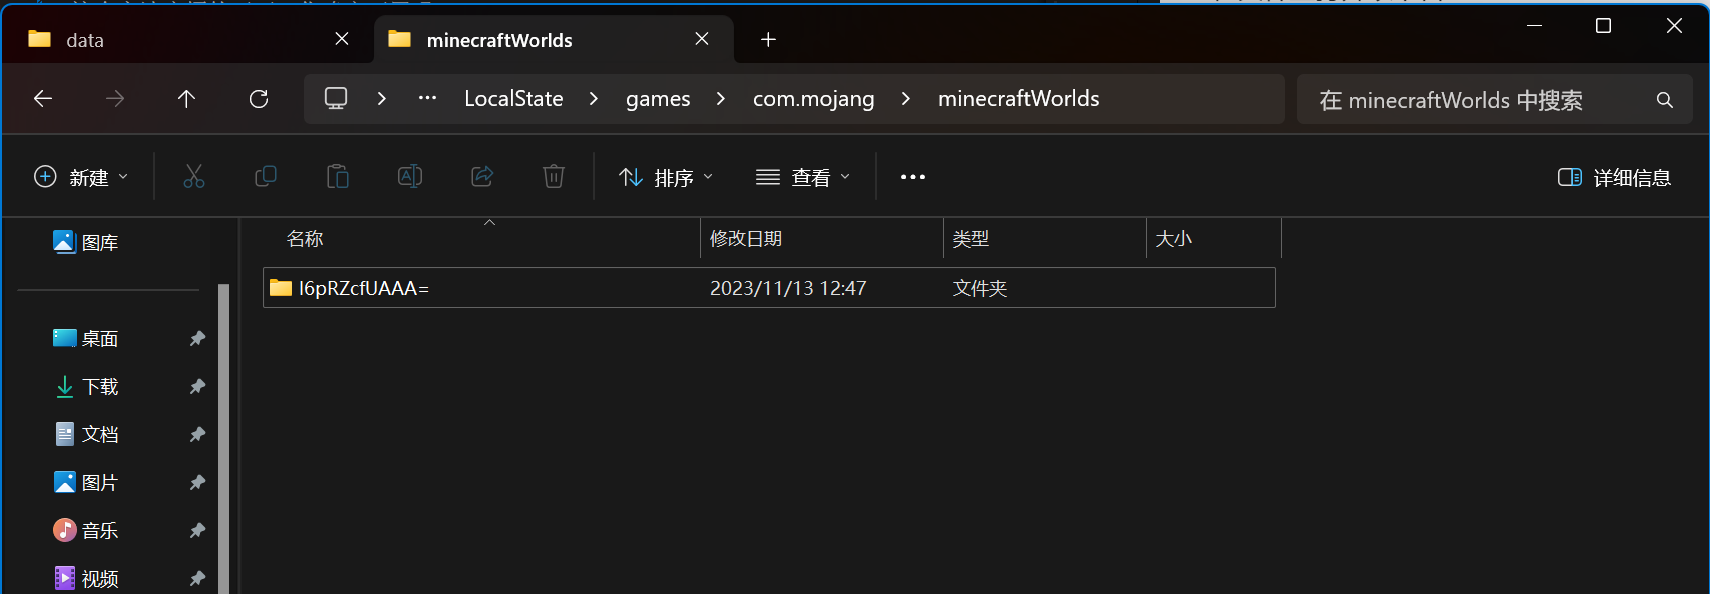 data
minecraftWorlds
LocalState
games
com.mojang
minecraftWorlds
在 minecraftWorlds 中搜索
新建
排序
查看
详细信息
图库
名称
修改日期
类型
大小
I6pRZcfUAAA=
2023/11/13 12:47
文件夹
桌面
下载
文档
图片
音乐
视频